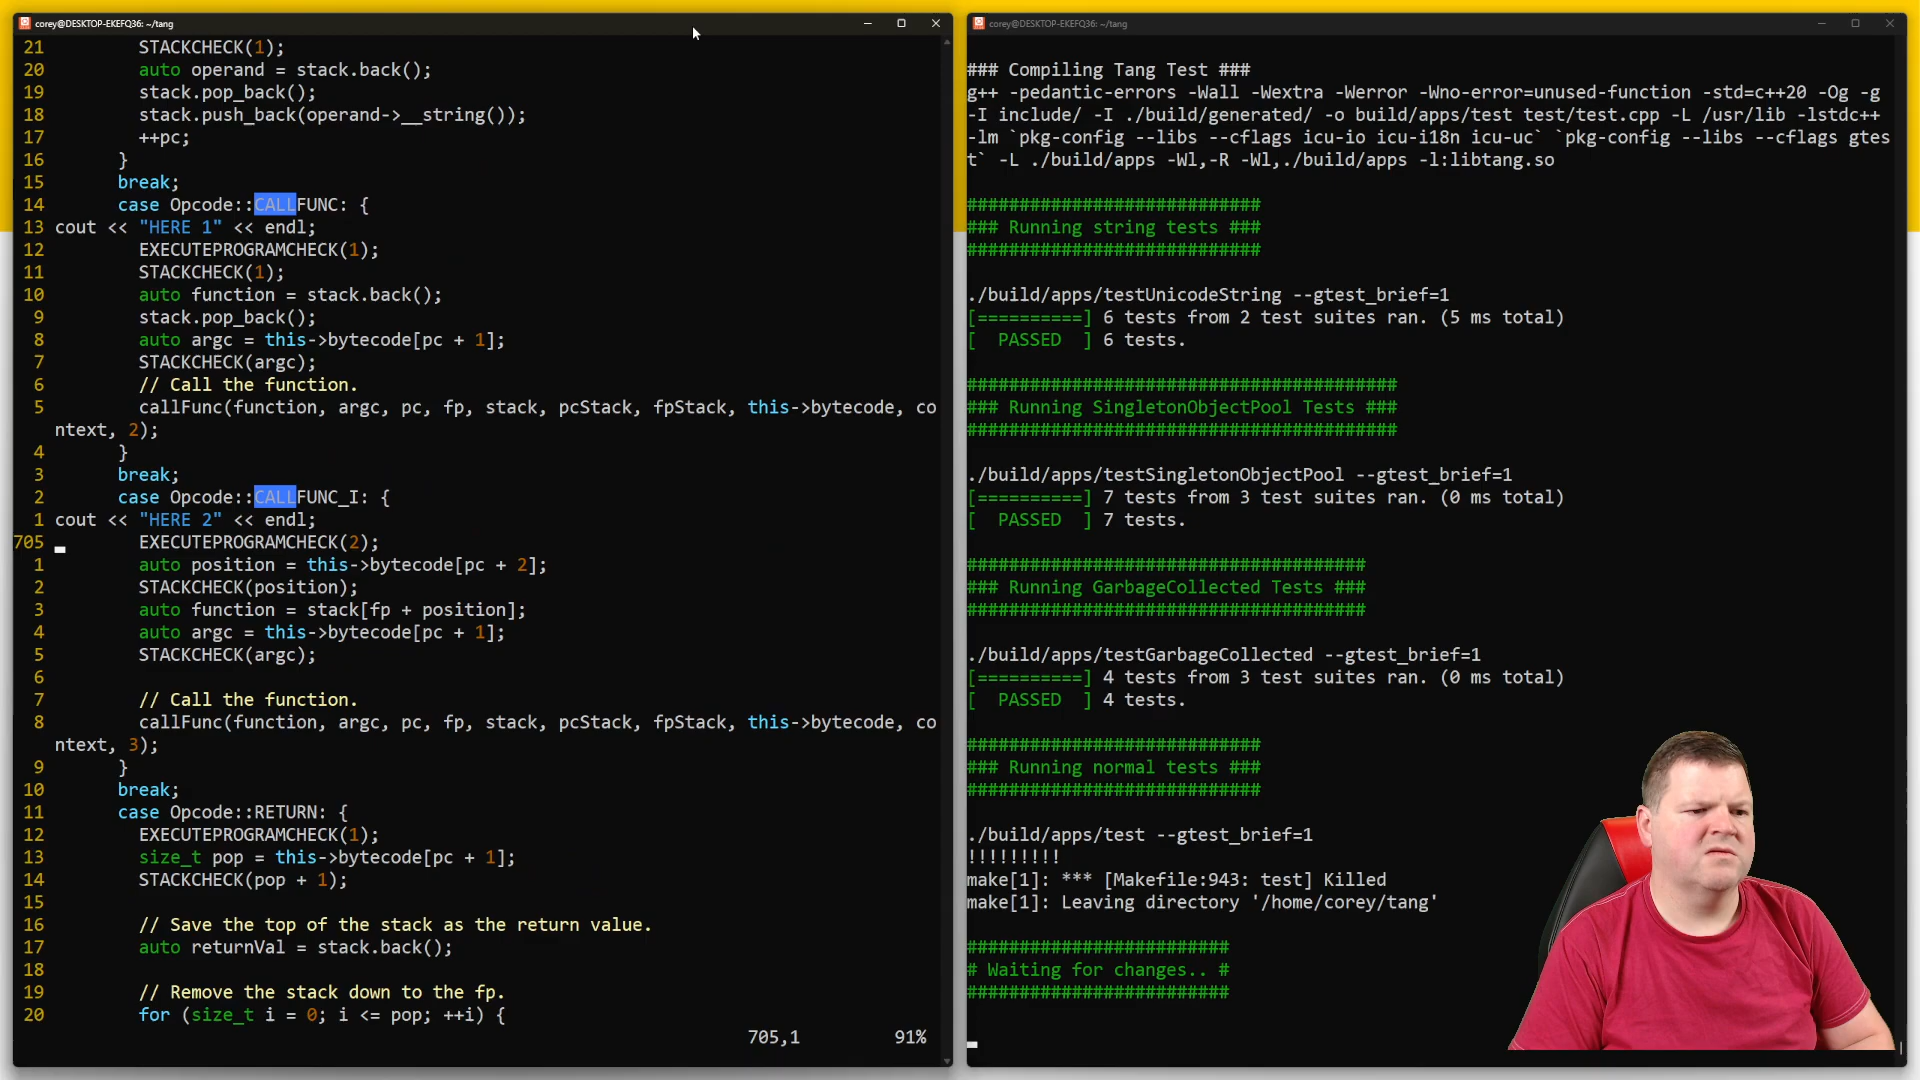 corey@DESKTOP-EKEFQ36: ~/tang
21 STACKCHECK(1);
20 auto operand = stack.back();
19 stack.pop_back();
18 stack.push_back(operand->__string());
17 ++pc;
16 }
15 break;
14 case Opcode::CALLFUNC: {
13 cout << "HERE 1" << endl;
12 EXECUTEPROGRAMCHECK(1);
11 STACKCHECK(1);
10 auto function = stack.back();
9 stack.pop_back();
8 auto argc = this->bytecode[pc + 1];
7 STACKCHECK(argc);
6 // Call the function.
5 callFunc(function, argc, pc, fp, stack, pcStack, fpStack, this->bytecode, co
ntext, 2);
4 }
3 break;
2 case Opcode::CALLFUNC_I: {
1 cout << "HERE 2" << endl;
705 EXECUTEPROGRAMCHECK(2);
1 auto position = this->bytecode[pc + 2];
2 STACKCHECK(position);
3 auto function = stack[fp + position];
4 auto argc = this->bytecode[pc + 1];
5 STACKCHECK(argc);
6
7 // Call the function.
8 callFunc(function, argc, pc, fp, stack, pcStack, fpStack, this->bytecode, co
ntext, 3);
9 }
10 break;
11 case Opcode::RETURN: {
12 EXECUTEPROGRAMCHECK(1);
13 size_t pop = this->bytecode[pc + 1];
14 STACKCHECK(pop + 1);
15
16 // Save the top of the stack as the return value.
17 auto returnVal = stack.back();
18
19 // Remove the stack down to the fp.
20 for (size_t i = 0; i <= pop; ++i) {
705,1 91%
corey@DESKTOP-EKEFQ36: ~/tang
### Compiling Tang Test ###
g++ -pedantic-errors -Wall -Wextra -Werror -Wno-error=unused-function -std=c++20 -Og -g
-I include/ -I ./build/generated/ -o build/apps/test test/test.cpp -L /usr/lib -lstdc++
-lm `pkg-config --libs --cflags icu-io icu-i18n icu-uc` `pkg-config --libs --cflags gtes
t` -L ./build/apps -Wl,-R -Wl,./build/apps -l:libtang.so
############################
### Running string tests ###
############################
./build/apps/testUnicodeString --gtest_brief=1
[==========] 6 tests from 2 test suites ran. (5 ms total)
[  PASSED  ] 6 tests.
#########################################
### Running SingletonObjectPool Tests ###
#########################################
./build/apps/testSingletonObjectPool --gtest_brief=1
[==========] 7 tests from 3 test suites ran. (0 ms total)
[  PASSED  ] 7 tests.
######################################
### Running GarbageCollected Tests ###
######################################
./build/apps/testGarbageCollected --gtest_brief=1
[==========] 4 tests from 3 test suites ran. (0 ms total)
[  PASSED  ] 4 tests.
############################
### Running normal tests ###
############################
./build/apps/test --gtest_brief=1
!!!!!!!!!
make[1]: *** [Makefile:943: test] Killed
make[1]: Leaving directory '/home/corey/tang'
#########################
# Waiting for changes.. #
#########################